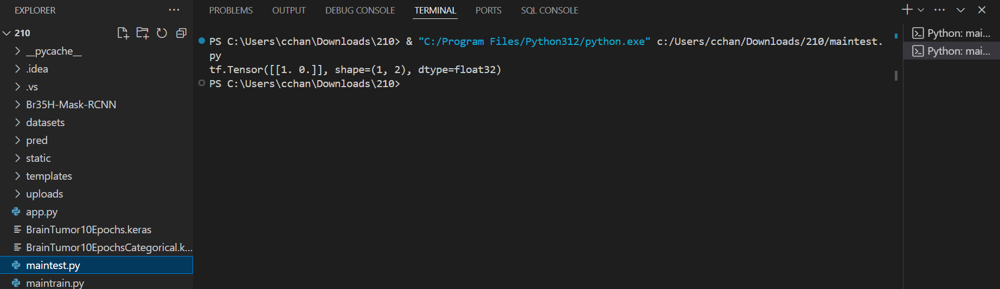 EXPLORER
210
__pycache__
.idea
.vs
Br35H-Mask-RCNN
datasets
pred
static
templates
uploads
app.py
BrainTumor10Epochs.keras
BrainTumor10EpochsCategorical.k...
maintest.py
maintrain.py
PROBLEMS OUTPUT DEBUG CONSOLE TERMINAL PORTS SQL CONSOLE
PS C:\Users\cchan\Downloads\210> & "C:/Program Files/Python312/python.exe" c:/Users/cchan/Downloads/210/maintest.
py
tf.Tensor([[1. 0.]], shape=(1, 2), dtype=float32)
PS C:\Users\cchan\Downloads\210>
Python: mai...
Python: mai...